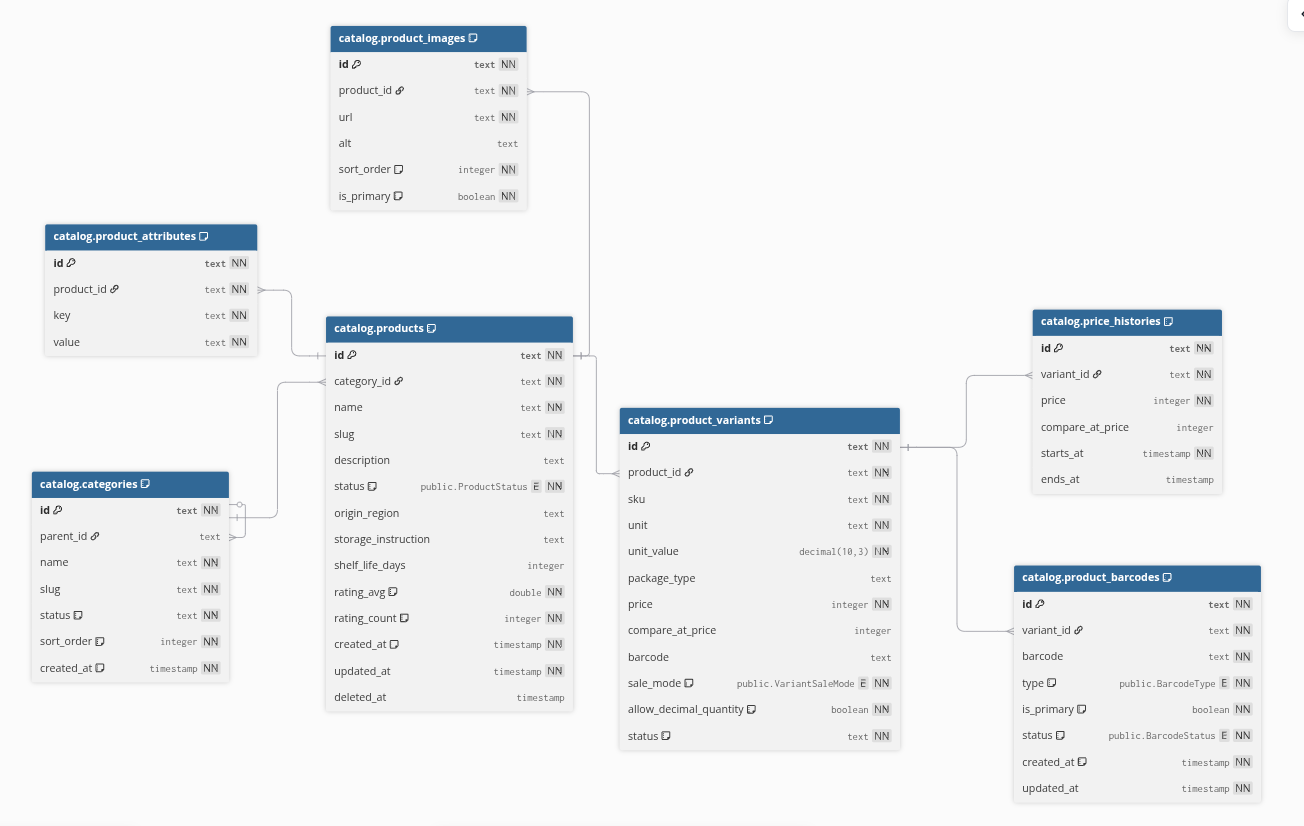 catalog.product_images
id text NN
product_id text NN
url text NN
alt text
sort_order integer NN
is_primary boolean NN
catalog.product_attributes
id text NN
product_id text NN
key text NN
value text NN
catalog.products
id text NN
category_id text NN
name text NN
slug text NN
description text
status public.ProductStatus E NN
origin_region text
storage_instruction text
shelf_life_days integer
rating_avg double NN
rating_count integer NN
created_at timestamp NN
updated_at timestamp NN
deleted_at timestamp
catalog.categories
id text NN
parent_id text
name text NN
slug text NN
status text NN
sort_order integer NN
created_at timestamp NN
catalog.product_variants
id text NN
product_id text NN
sku text NN
unit text NN
unit_value decimal(10,3) NN
package_type text
price integer NN
compare_at_price integer
barcode text
sale_mode public.VariantSaleMode E NN
allow_decimal_quantity boolean NN
status text NN
catalog.price_histories
id text NN
variant_id text NN
price integer NN
compare_at_price integer
starts_at timestamp NN
ends_at timestamp
catalog.product_barcodes
id text NN
variant_id text NN
barcode text NN
type public.BarcodeType E NN
is_primary boolean NN
status public.BarcodeStatus E NN
created_at timestamp NN
updated_at timestamp NN